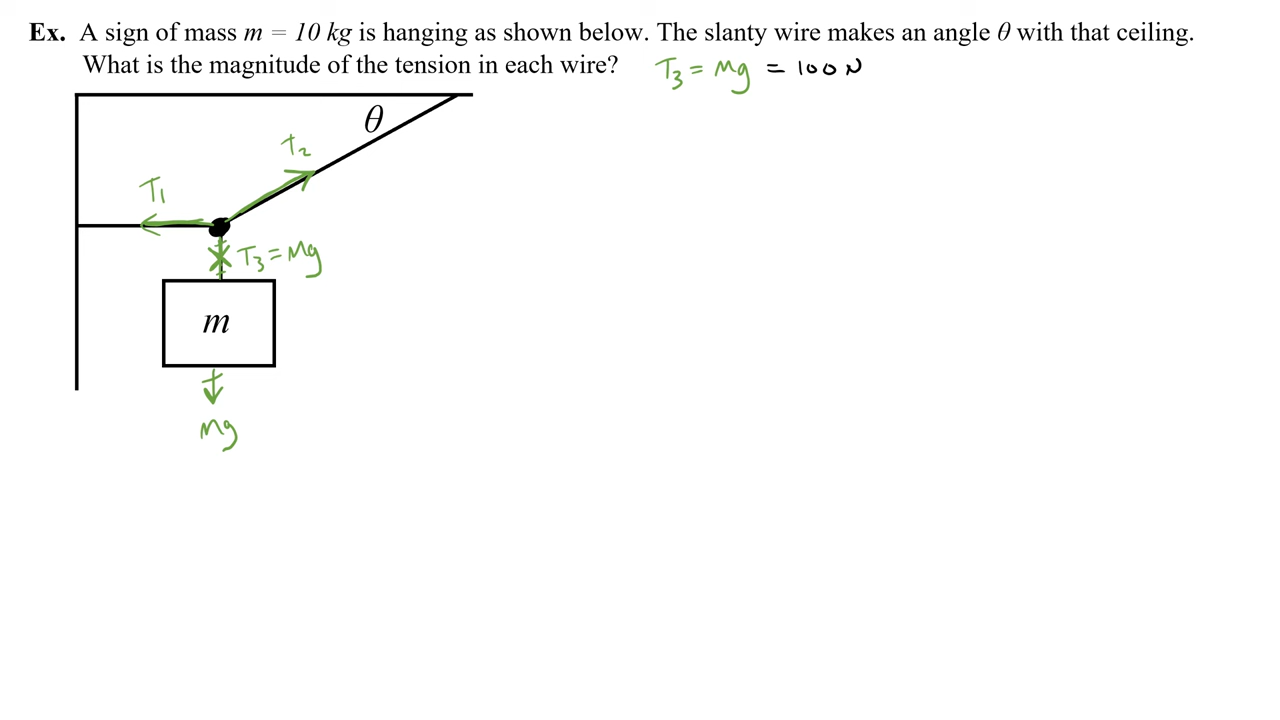 Ex. A sign of mass m = 10 kg is hanging as shown below. The slanty wire makes an angle θ with that ceiling.
What is the magnitude of the tension in each wire? T₃ = Mg = 100 N
θ
T₂
T₁
T₃ = Mg
m
Mg